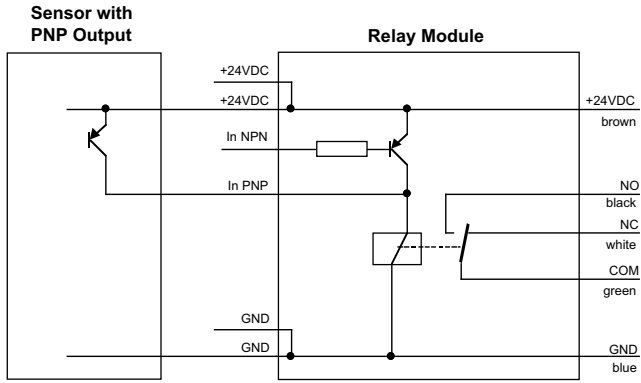 Sensor with
PNP Output
Relay Module
+24VDC
+24VDC
+24VDC
brown
In NPN
In PNP
NO
black
NC
white
COM
green
GND
GND
GND
blue